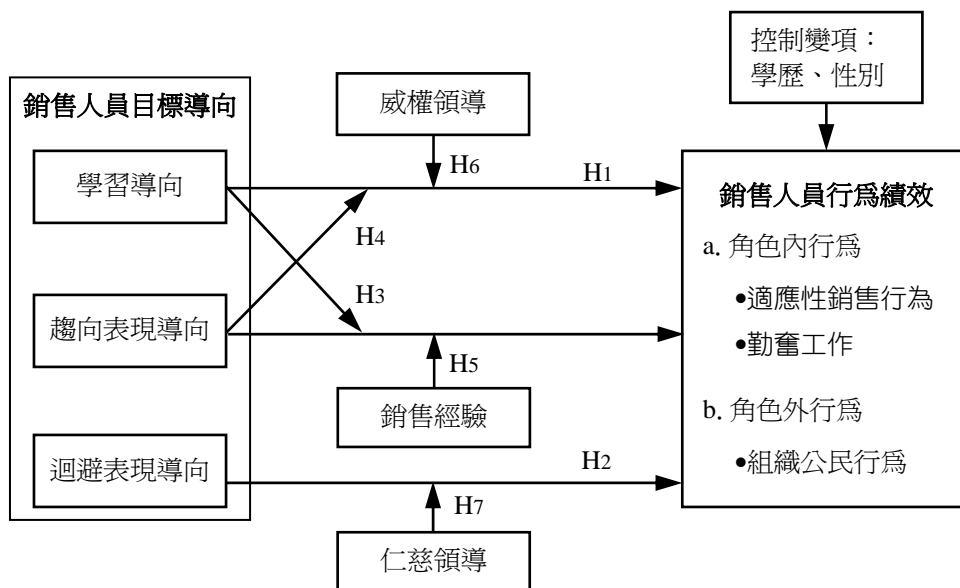 控制變項：
學歷、性別
銷售人員目標導向
威權領導
學習導向
H6
H1
銷售人員行爲績效
H4
a. 角色內行爲
H3
•適應性銷售行為
趨向表現導向
•勤奮工作
H5
銷售經驗
b. 角色外行爲
迴避表現導向
H2
•組織公民行爲
H7
仁慈領導